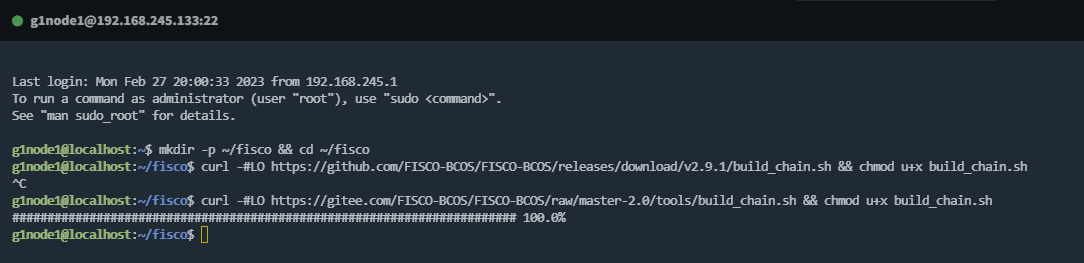 g1node1@192.168.245.133:22
Last login: Mon Feb 27 20:00:33 2023 from 192.168.245.1
To run a command as administrator (user "root"), use "sudo <command>".
See "man sudo_root" for details.
g1node1@localhost:~$ mkdir -p ~/fisco && cd ~/fisco
g1node1@localhost:~/fisco$ curl -#LO https://github.com/FISCO-BCOS/FISCO-BCOS/releases/download/v2.9.1/build_chain.sh && chmod u+x build_chain.sh
^C
g1node1@localhost:~/fisco$ curl -#LO https://gitee.com/FISCO-BCOS/FISCO-BCOS/raw/master-2.0/tools/build_chain.sh && chmod u+x build_chain.sh
######################################################################## 100.0%
g1node1@localhost:~/fisco$